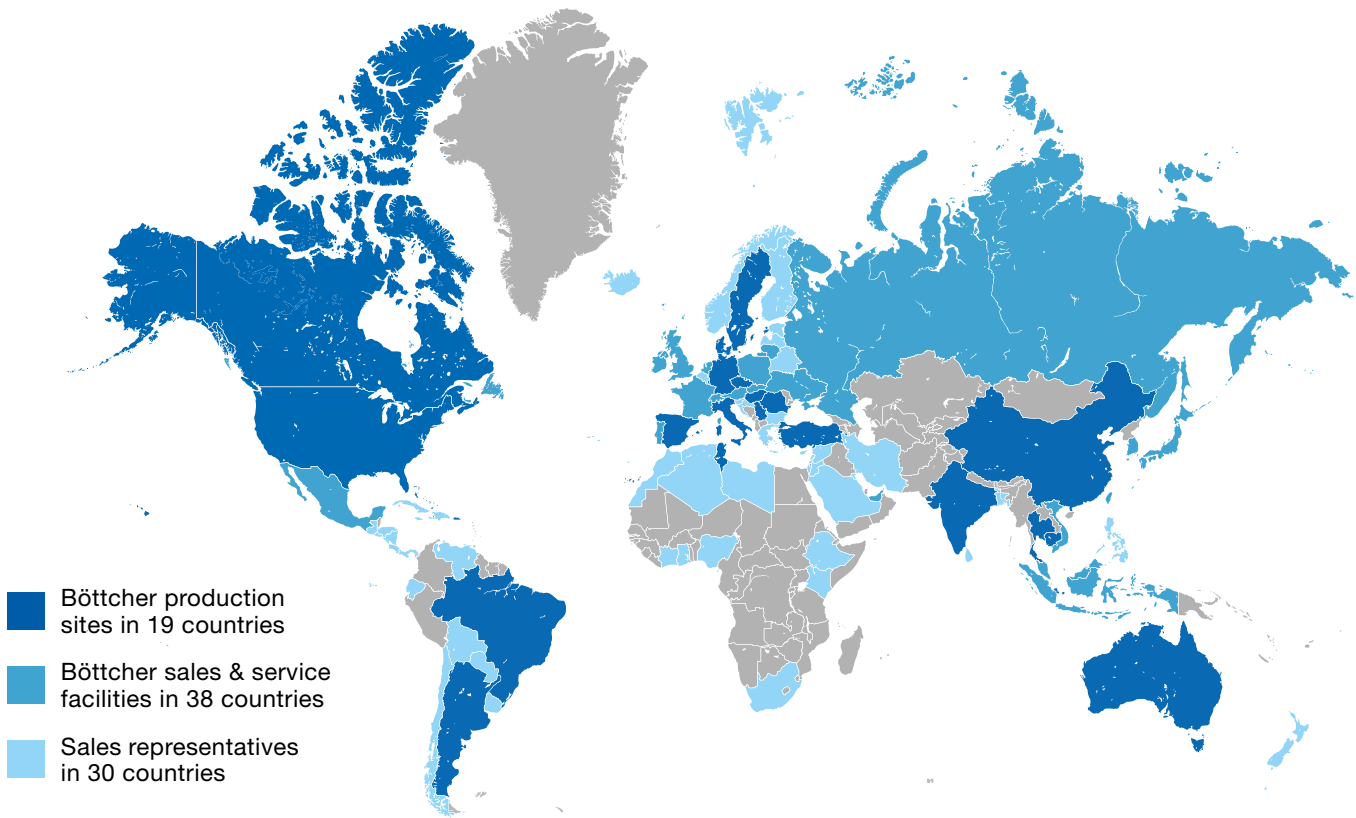 Böttcher production
sites in 19 countries
Böttcher sales & service
facilities in 38 countries
Sales representatives
in 30 countries